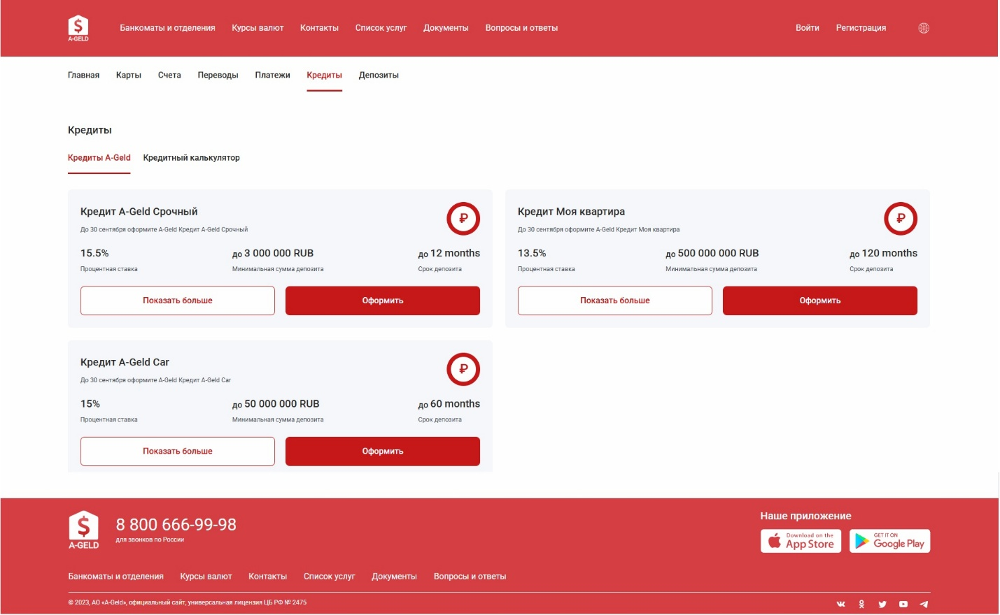 $
A-GELD
Банкоматы и отделения Курсы валют Контакты Список услуг Документы Вопросы и ответы Войти Регистрация
Главная Карты Счета Переводы Платежи Кредиты Депозиты
Кредиты
Кредиты A-Geld Кредитный калькулятор
Кредит A-Geld Срочный
₽
До 30 сентября оформите A-Geld Кредит A-Geld Срочный
15.5% до 3 000 000 RUB до 12 months
Процентная ставка Минимальная сумма депозита Срок депозита
Показать больше Оформить
Кредит Моя квартира
₽
До 30 сентября оформите A-Geld Кредит Моя квартира
13.5% до 500 000 000 RUB до 120 months
Процентная ставка Минимальная сумма депозита Срок депозита
Показать больше Оформить
Кредит A-Geld Car
₽
До 30 сентября оформите A-Geld Кредит A-Geld Car
15% до 50 000 000 RUB до 60 months
Процентная ставка Минимальная сумма депозита Срок депозита
Показать больше Оформить
$
A-GELD
8 800 666-99-98
для звонков по России
Наше приложение
Download on the
App Store
GET IT ON
Google Play
Банкоматы и отделения Курсы валют Контакты Список услуг Документы Вопросы и ответы
© 2023, АО «A-Geld», официальный сайт, универсальная лицензия ЦБ РФ № 2475